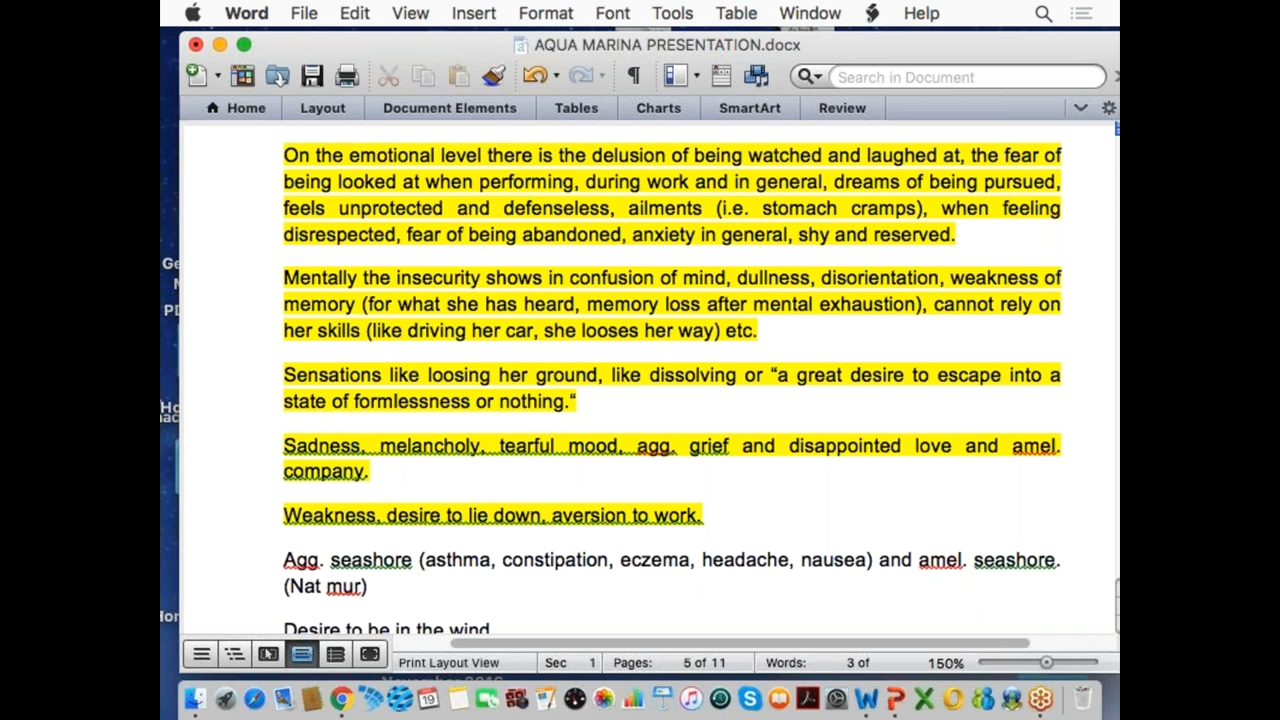 Word File Edit View Insert Format Font Tools Table Window Help
AQUA MARINA PRESENTATION.docx
Search in Document
Home Layout Document Elements Tables Charts SmartArt Review
On the emotional level there is the delusion of being watched and laughed at, the fear of
being looked at when performing, during work and in general, dreams of being pursued,
feels unprotected and defenseless, ailments (i.e. stomach cramps), when feeling
disrespected, fear of being abandoned, anxiety in general, shy and reserved.
Mentally the insecurity shows in confusion of mind, dullness, disorientation, weakness of
memory (for what she has heard, memory loss after mental exhaustion), cannot rely on
her skills (like driving her car, she looses her way) etc.
Sensations like loosing her ground, like dissolving or “a great desire to escape into a
state of formlessness or nothing.“
Sadness, melancholy, tearful mood, agg. grief and disappointed love and amel.
company.
Weakness, desire to lie down, aversion to work.
Agg. seashore (asthma, constipation, eczema, headache, nausea) and amel. seashore.
(Nat mur)
Desire to be in the wind
Print Layout View Sec 1 Pages: 5 of 11 Words: 3 of 150%